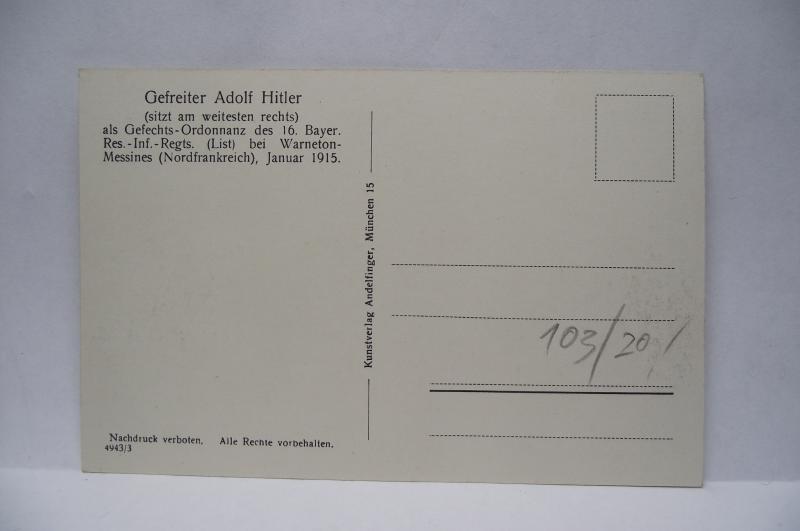 Gefreiter Adolf Hitler
(sitzt am weitesten rechts)
als Gefechts-Ordonnanz des 16. Bayer.
Res.-Inf.-Regts. (List) bei Warneton-
Messines (Nordfrankreich), Januar 1915.
Kunstverlag Andelfinger, München 15
103/20
Nachdruck verboten. Alle Rechte vorbehalten.
4943/3